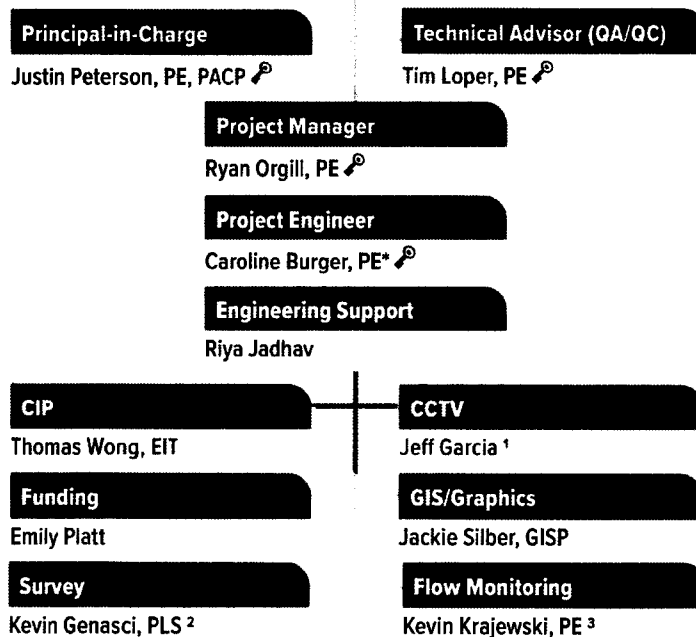 Principal-in-Charge
Justin Peterson, PE, PACP
Technical Advisor (QA/QC)
Tim Loper, PE
Project Manager
Ryan Orgill, PE
Project Engineer
Caroline Burger, PE*
Engineering Support
Riya Jadhav
CIP
Thomas Wong, EIT
CCTV
Jeff Garcia ¹
Funding
Emily Platt
GIS/Graphics
Jackie Silber, GISP
Survey
Kevin Genasci, PLS ²
Flow Monitoring
Kevin Krajewski, PE ³